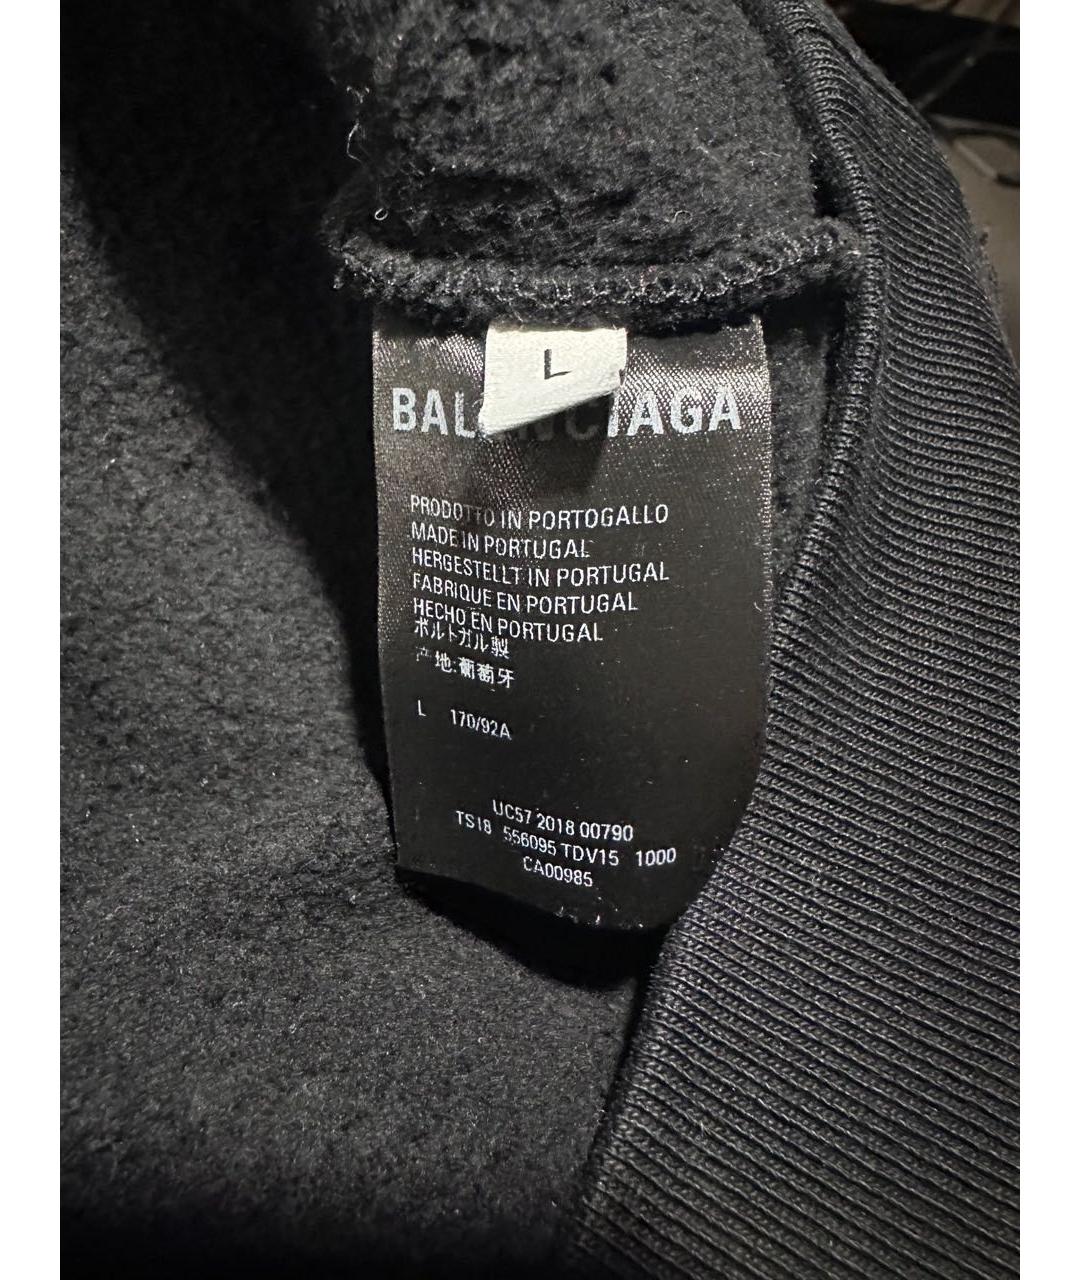 L
BALENCIAGA
PRODOTTO IN PORTOGALLO
MADE IN PORTUGAL
HERGESTELLT IN PORTUGAL
FABRIQUE EN PORTUGAL
HECHO EN PORTUGAL
ポルトガル製
产地:葡萄牙
L 170/92A
UC57 2018 00790
TS18 556095 TDV15 1000
CA00985